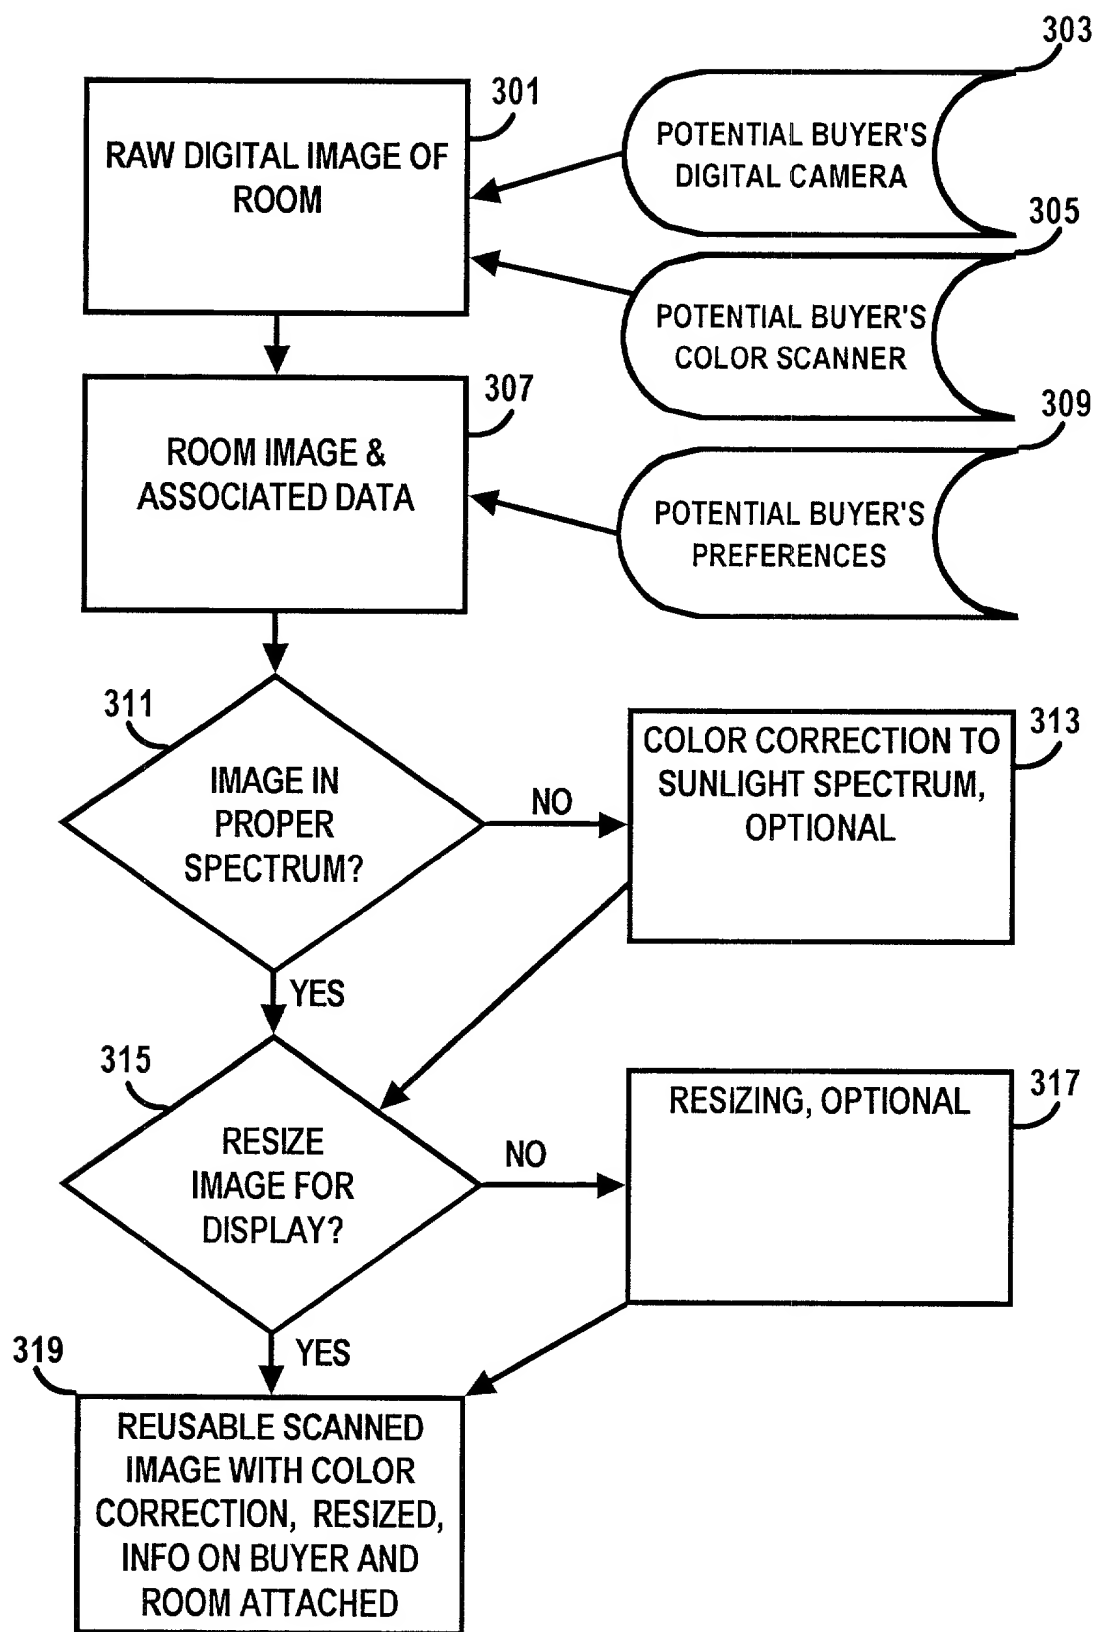 303
301
RAW DIGITAL IMAGE OF
ROOM
POTENTIAL BUYER'S
DIGITAL CAMERA
305
POTENTIAL BUYER'S
COLOR SCANNER
307
ROOM IMAGE &
ASSOCIATED DATA
309
POTENTIAL BUYER'S
PREFERENCES
311
IMAGE IN
PROPER
SPECTRUM?
NO
313
COLOR CORRECTION TO
SUNLIGHT SPECTRUM,
OPTIONAL
YES
315
RESIZE
IMAGE FOR
DISPLAY?
NO
317
RESIZING, OPTIONAL
YES
319
REUSABLE SCANNED
IMAGE WITH COLOR
CORRECTION, RESIZED,
INFO ON BUYER AND
ROOM ATTACHED